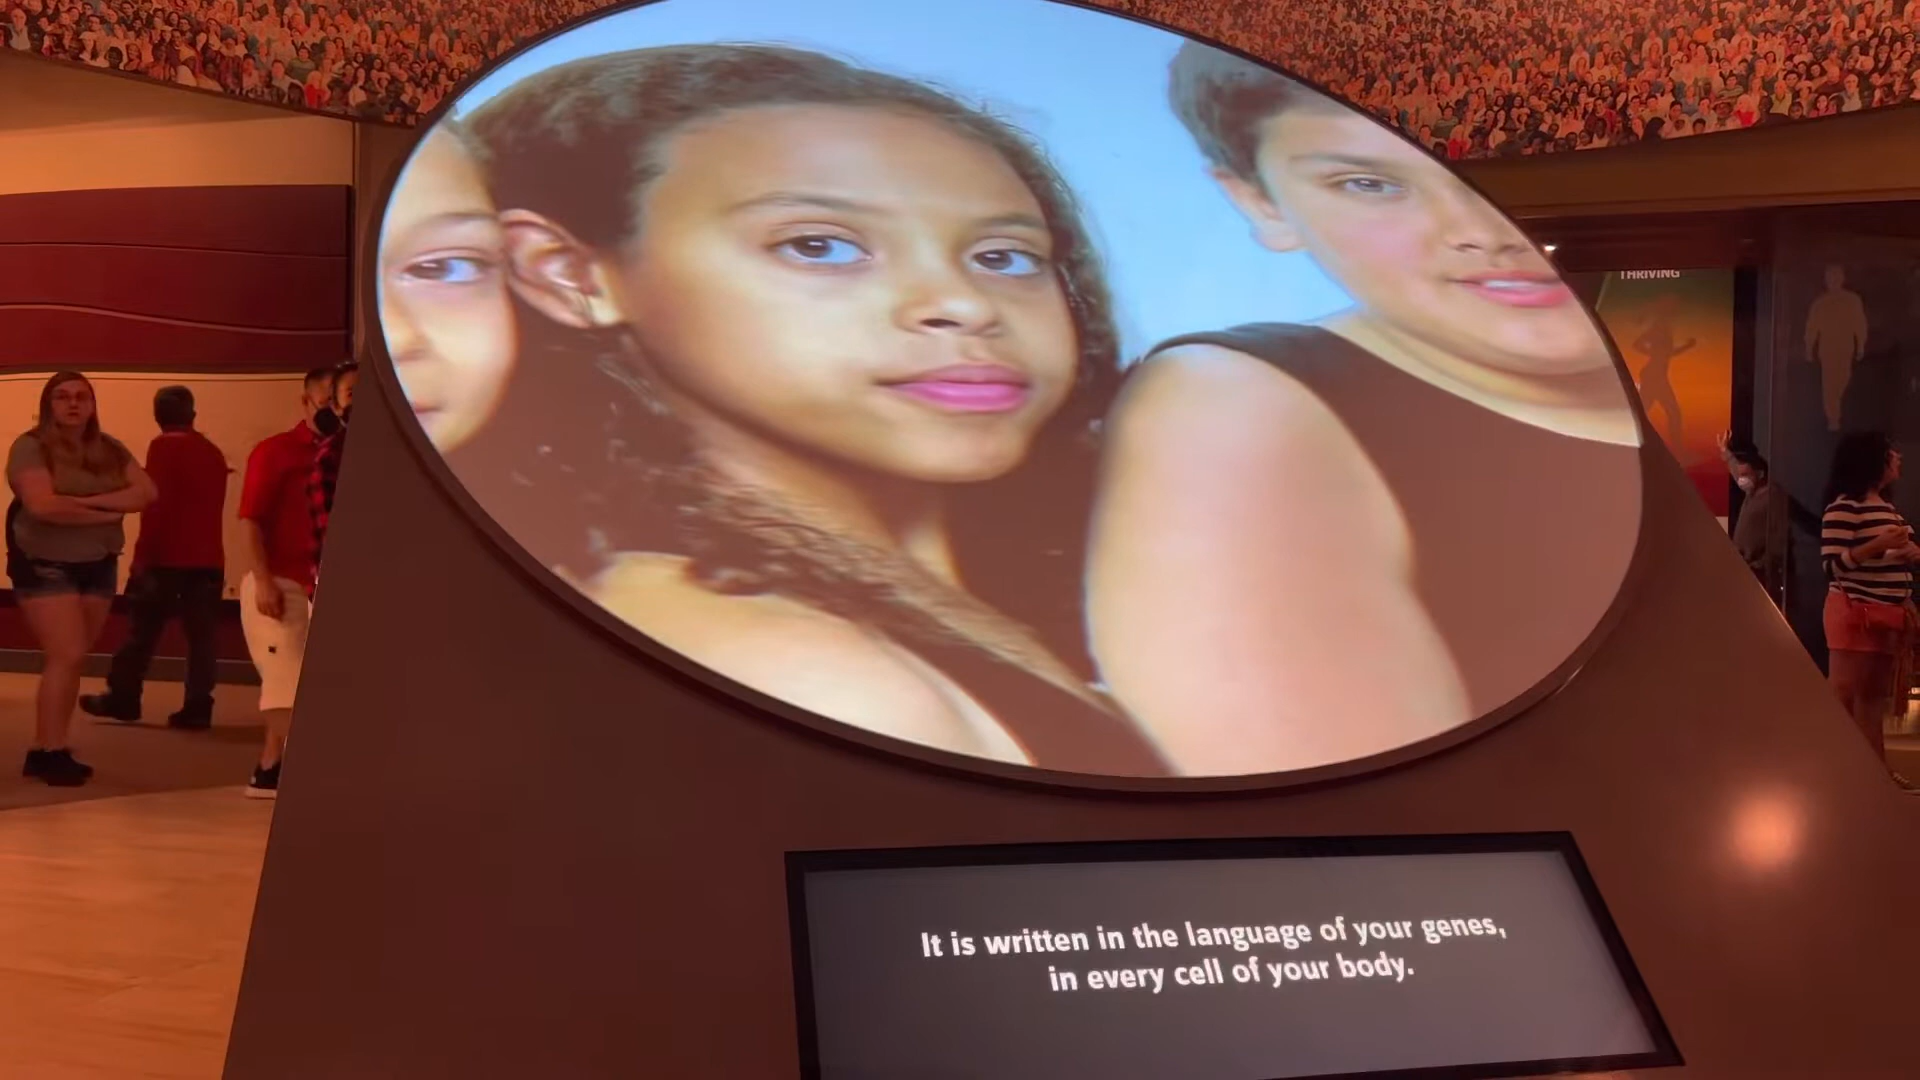 THRIVING
It is written in the language of your genes,
in every cell of your body.